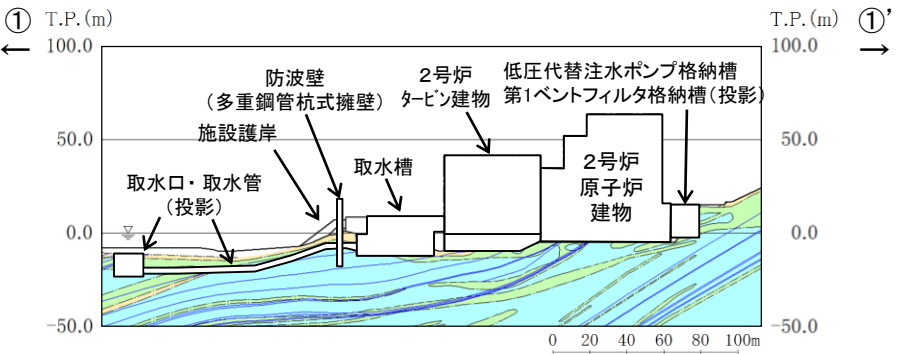 ① T.P.(m)
T.P.(m) ①'
100.0
100.0
防波壁
(多重鋼管杭式擁壁)
2号炉
タービン建物
低圧代替注水ポンプ格納槽
第1ベントフィルタ格納槽(投影)
施設護岸
50.0
50.0
取水槽
2号炉
原子炉
建物
取水口・取水管
(投影)
0.0
0.0
-50.0
-50.0
0 20 40 60 80 100m